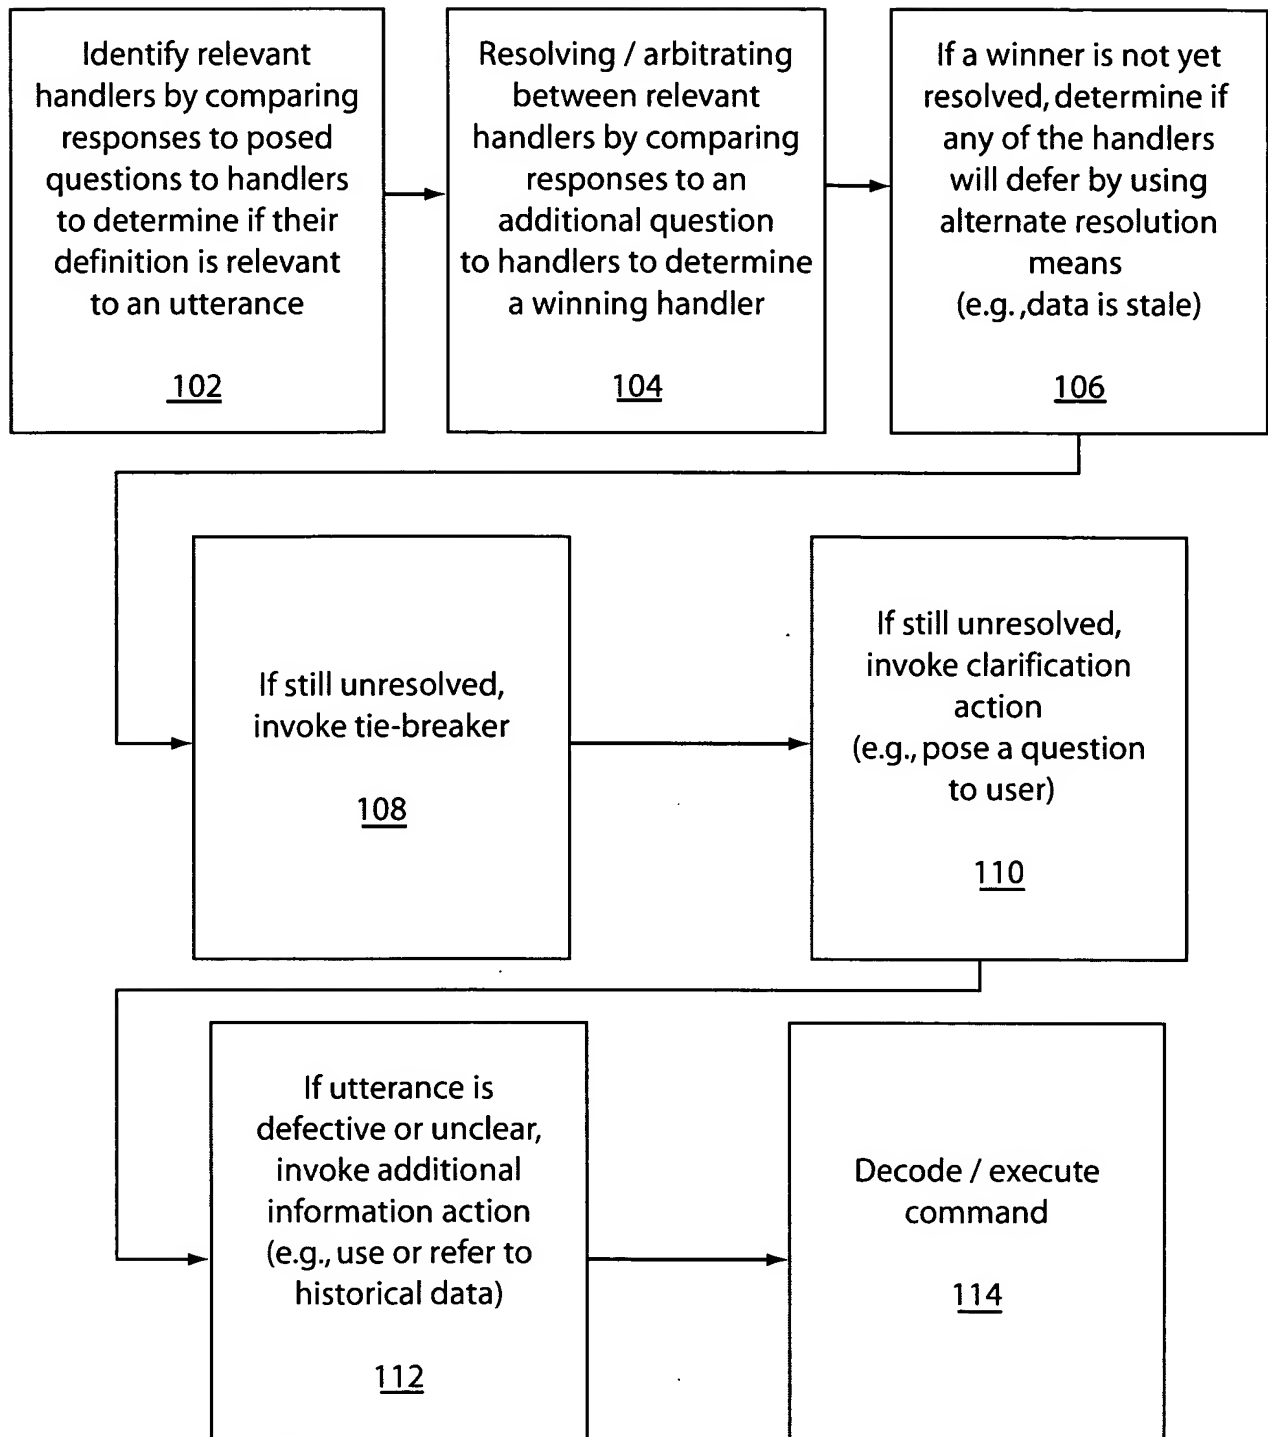 Identify relevant
handlers by comparing
responses to posed
questions to handlers
to determine if their
definition is relevant
to an utterance
102
Resolving / arbitrating
between relevant
handlers by comparing
responses to an
additional question
to handlers to determine
a winning handler
104
If a winner is not yet
resolved, determine if
any of the handlers
will defer by using
alternate resolution
means
(e.g., data is stale)
106
If still unresolved,
invoke tie-breaker
108
If still unresolved,
invoke clarification
action
(e.g., pose a question
to user)
110
If utterance is
defective or unclear,
invoke additional
information action
(e.g., use or refer to
historical data)
112
Decode / execute
command
114